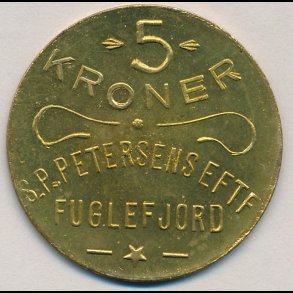 5
KRONER
S.P. PETERSENS EFTF
FUGLEFJORD